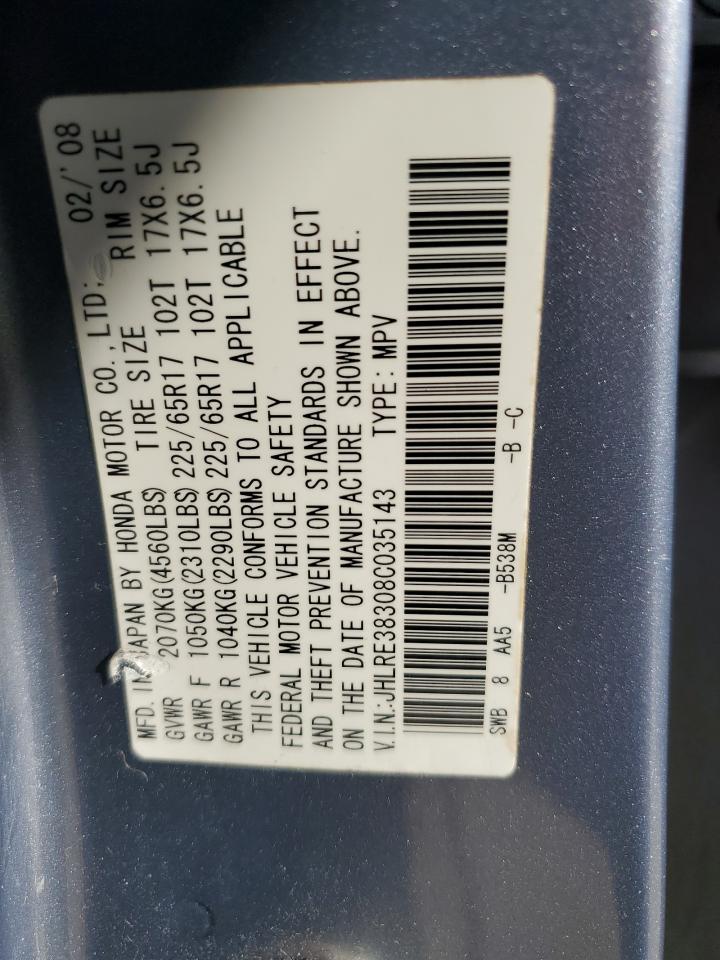 MFD. IN JAPAN BY HONDA MOTOR CO., LTD; 02/'08
GVWR 2070KG(4560LBS) TIRE SIZE RIM SIZE
GAWR F 1050KG(2310LBS)225/65R17 102T 17X6.5J
GAWR R 1040KG(2290LBS)225/65R17 102T 17X6.5J
THIS VEHICLE CONFORMS TO ALL APPLICABLE
FEDERAL MOTOR VEHICLE SAFETY
AND THEFT PREVENTION STANDARDS IN EFFECT
ON THE DATE OF MANUFACTURE SHOWN ABOVE.
V.I.N.:JHLRE38308C035143 TYPE: MPV
SWB 8 AA5 -B538M -B -C